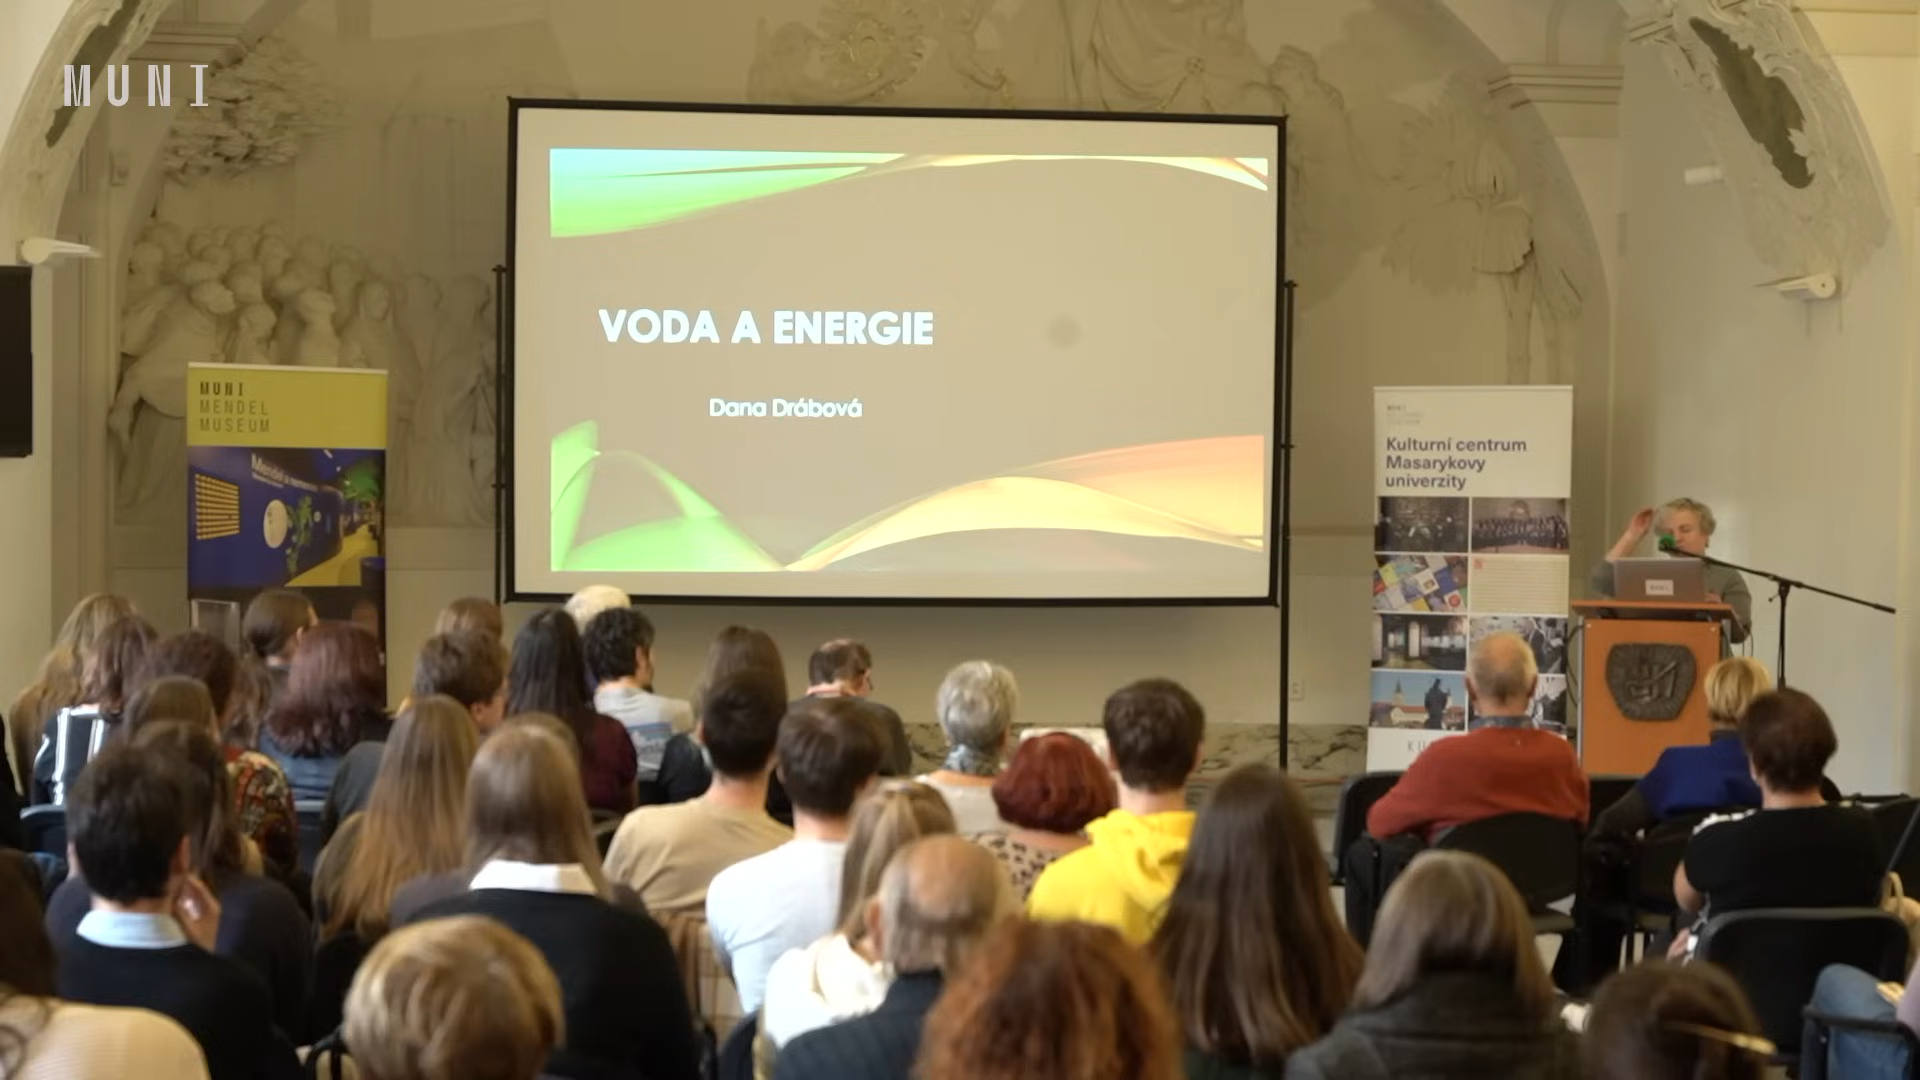 MUNI
VODA A ENERGIE
Dana Drábová
MUNI
MENDEL
MUSEUM
Kulturní centrum
Masarykovy
univerzity